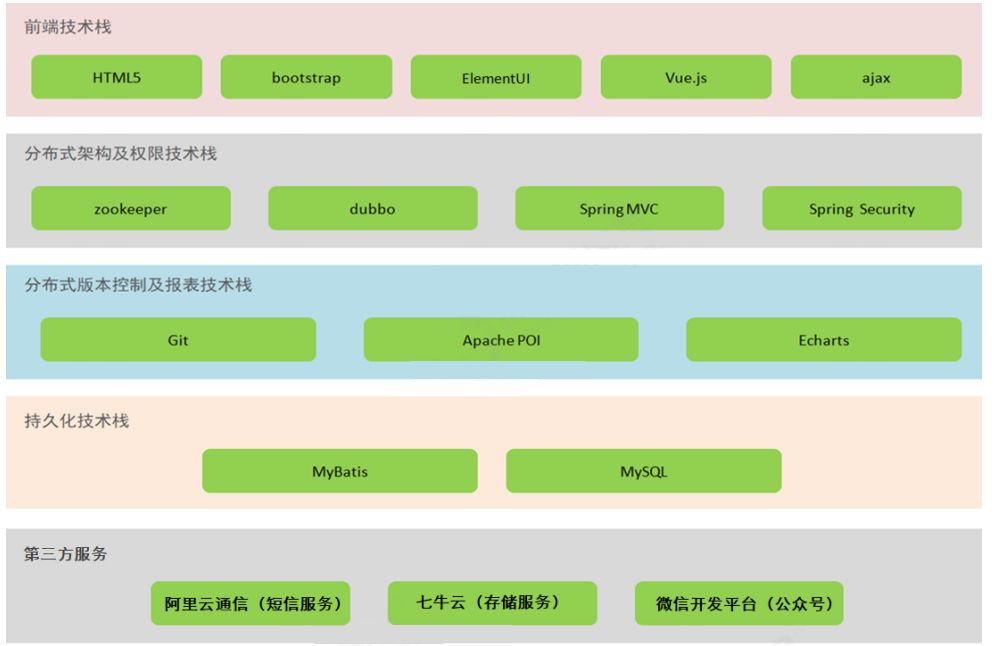 前端技术栈
HTML5 bootstrap ElementUI Vue.js ajax
分布式架构及权限技术栈
zookeeper dubbo Spring MVC Spring Security
分布式版本控制及报表技术栈
Git Apache POI Echarts
持久化技术栈
MyBatis MySQL
第三方服务
阿里云通信（短信服务） 七牛云（存储服务） 微信开发平台（公众号）